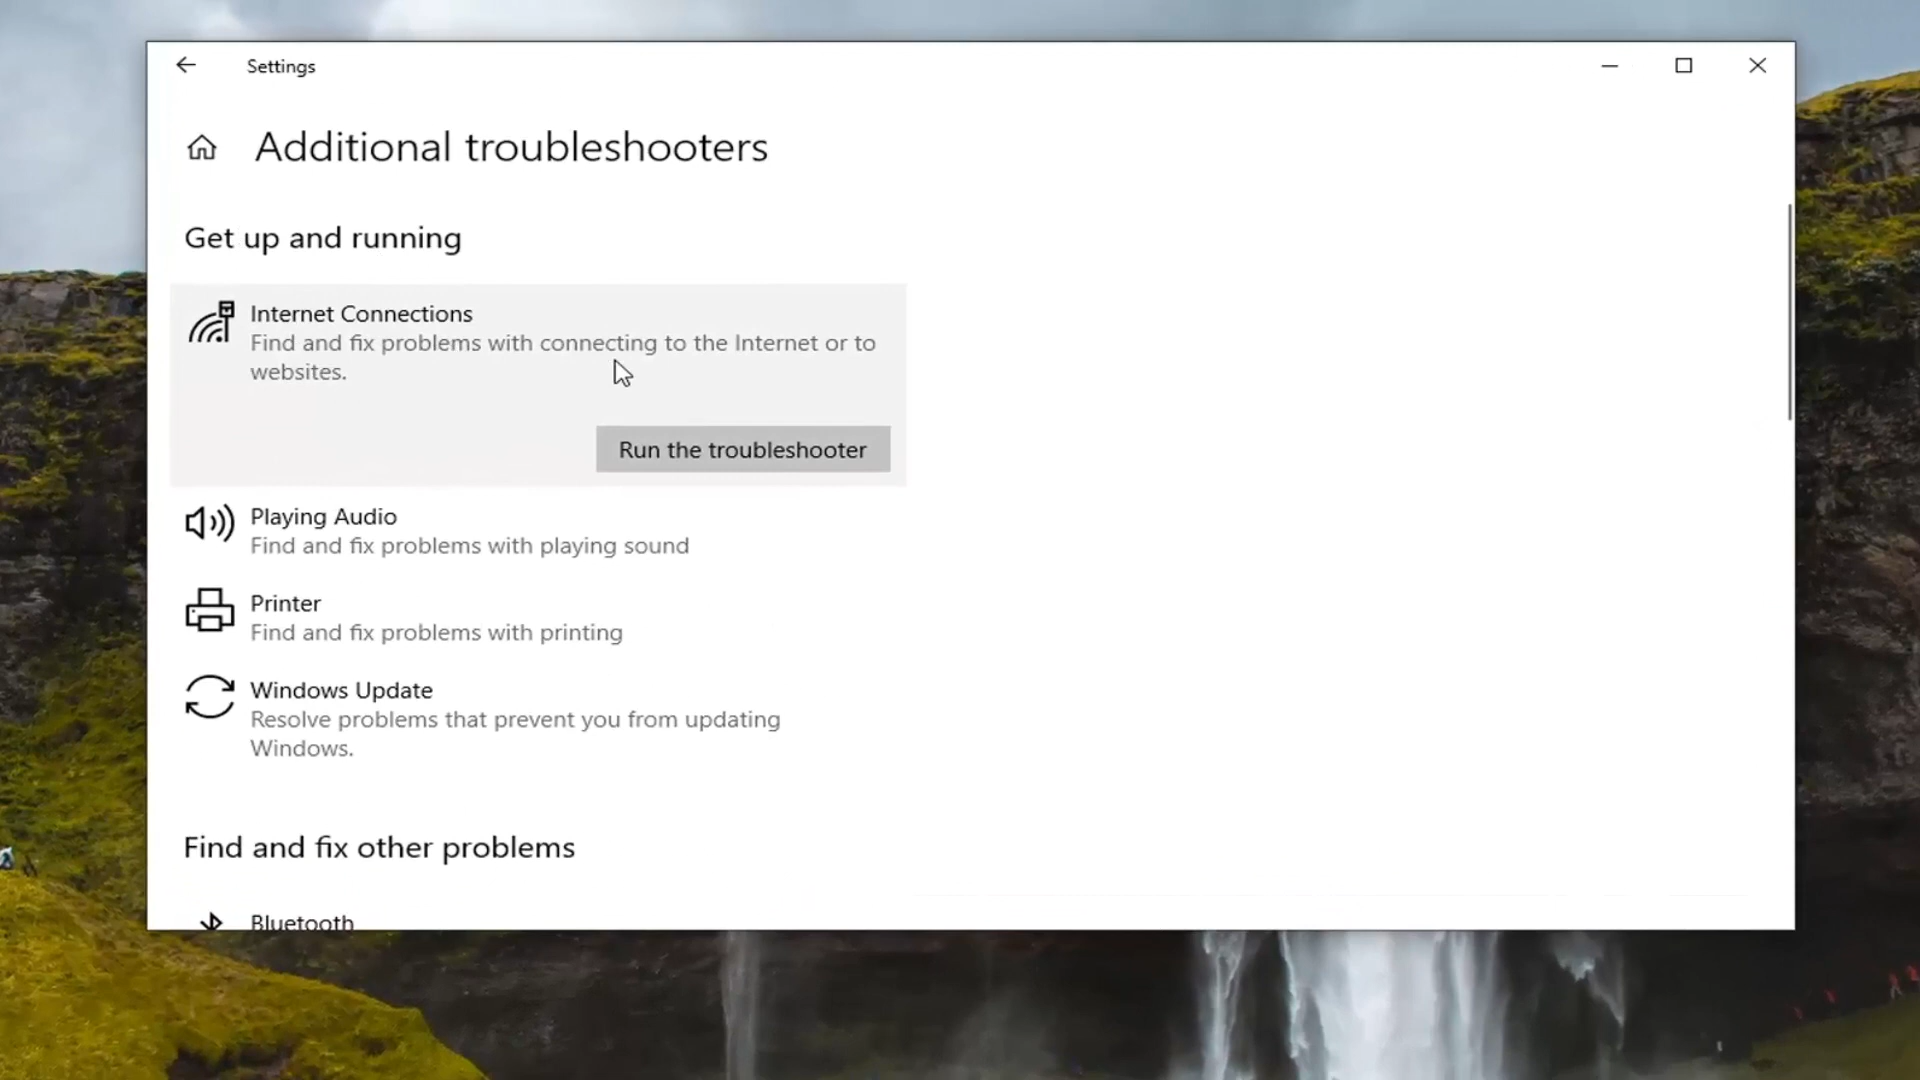 Settings
Additional troubleshooters
Get up and running
Internet Connections
Find and fix problems with connecting to the Internet or to
websites.
Run the troubleshooter
Playing Audio
Find and fix problems with playing sound
Printer
Find and fix problems with printing
Windows Update
Resolve problems that prevent you from updating
Windows.
Find and fix other problems
Bluetooth